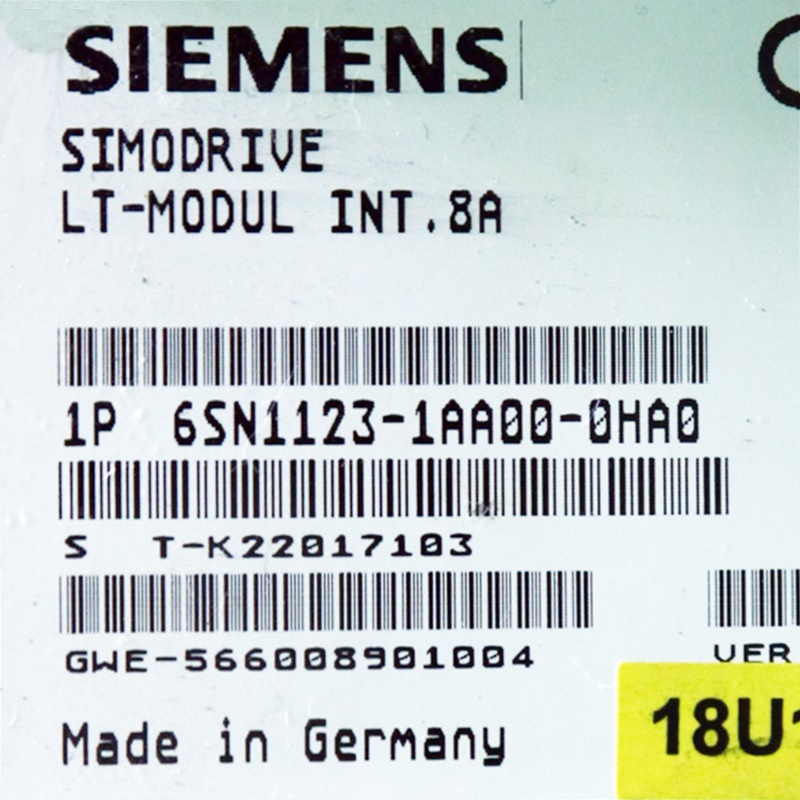 SIEMENS
SIMODRIVE
LT-MODUL INT.8A
1P 6SN1123-1AA00-0HA0
S T-K22017103
GWE-566008901004
VER
Made in Germany